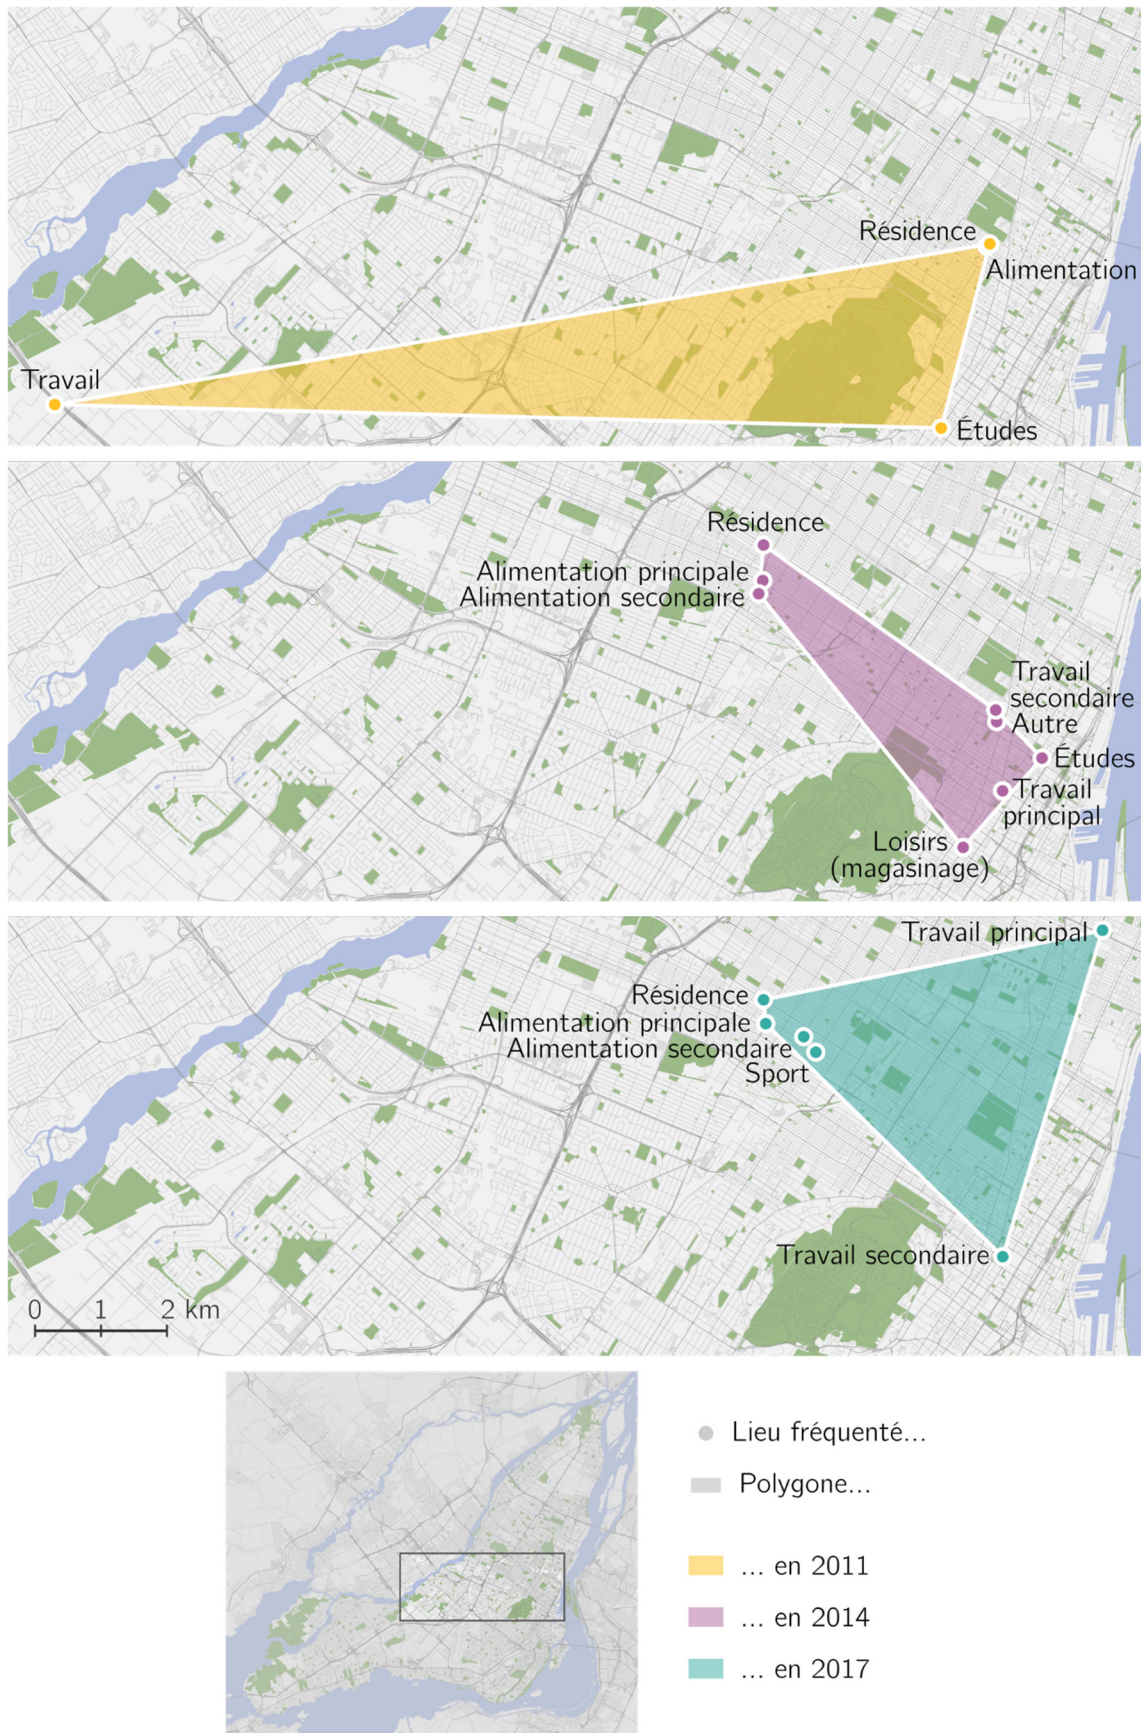 Résidence
Alimentation
Travail
Études
Résidence
Alimentation principale
Alimentation secondaire
Travail
secondaire
Autre
Études
Travail
principal
Loisirs
(magasinage)
Travail principal
Résidence
Alimentation principale
Alimentation secondaire
Sport
Travail secondaire
0 1 2 km
Lieu fréquenté...
Polygone...
... en 2011
... en 2014
... en 2017